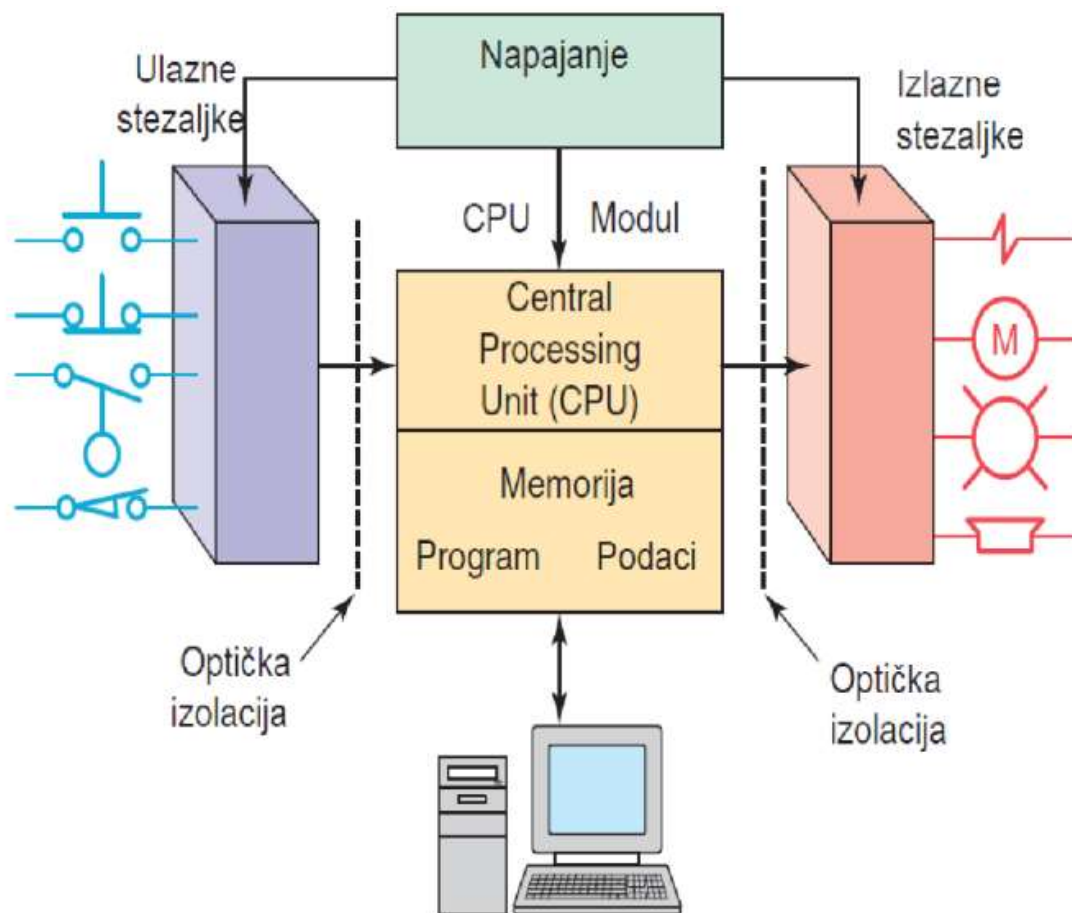 Napajanje
Ulazne
stezaljke
Izlazne
stezaljke
CPU Modul
Central
Processing
Unit (CPU)
M
Memorija
Program Podaci
Optička
izolacija
Optička
izolacija